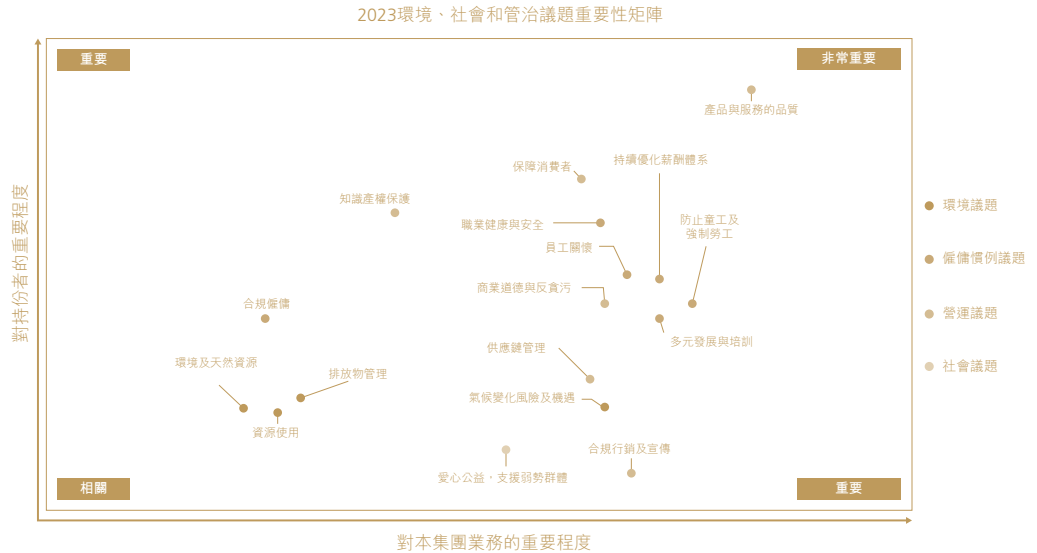 2023環境、社會和管治議題重要性矩陣
重要
非常重要
產品與服務的品質
保障消費者
持續優化薪酬體系
知識產權保護
職業健康與安全
防止童工及
強制勞工
員工關懷
商業道德與反貪污
合規僱傭
多元發展與培訓
供應鏈管理
環境及天然資源
排放物管理
氣候變化風險及機遇
資源使用
合規行銷及宣傳
愛心公益，支援弱勢群體
相關
重要
對持份者的重要程度
對本集團業務的重要程度
環境議題
僱傭慣例議題
營運議題
社會議題